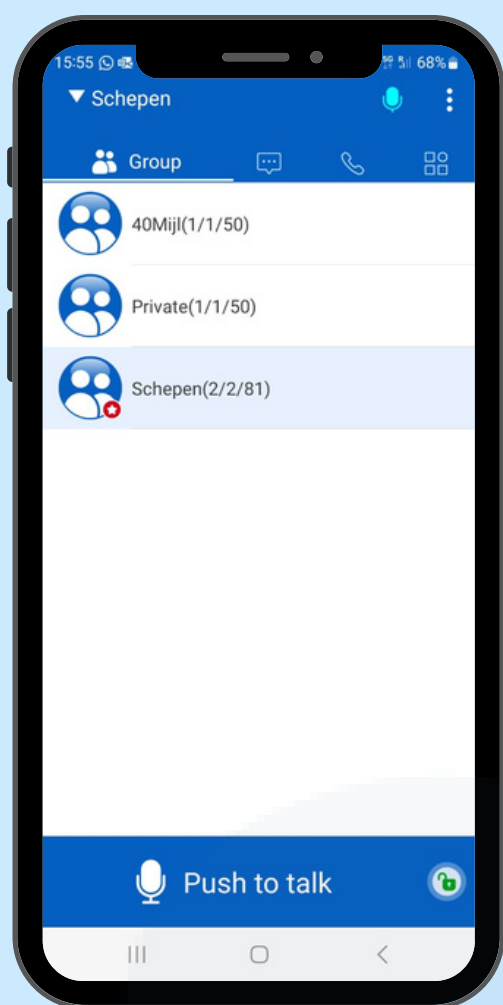 15:55 68%
Schepen
Group
40Mijl(1/1/50)
Private(1/1/50)
Schepen(2/2/81)
Push to talk